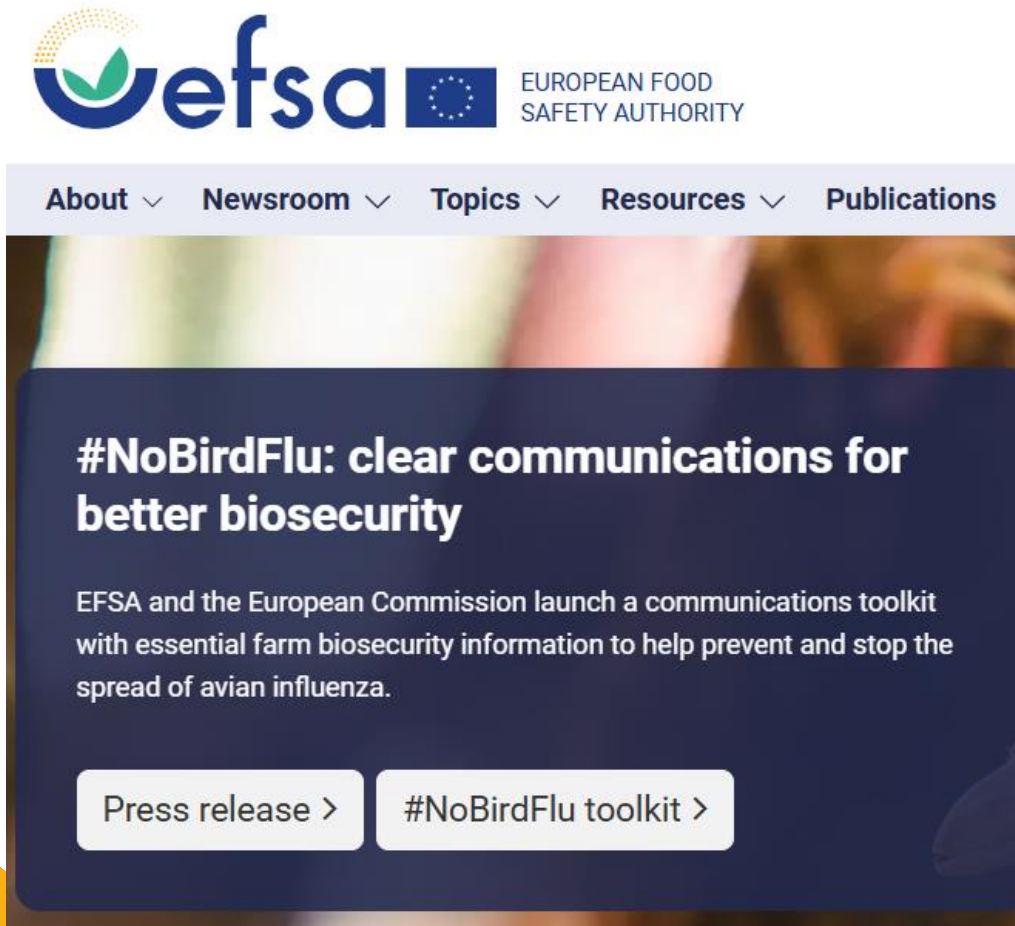 efsa
EUROPEAN FOOD
SAFETY AUTHORITY
About Newsroom Topics Resources Publications
#NoBirdFlu: clear communications for
better biosecurity
EFSA and the European Commission launch a communications toolkit
with essential farm biosecurity information to help prevent and stop the
spread of avian influenza.
Press release >
#NoBirdFlu toolkit >